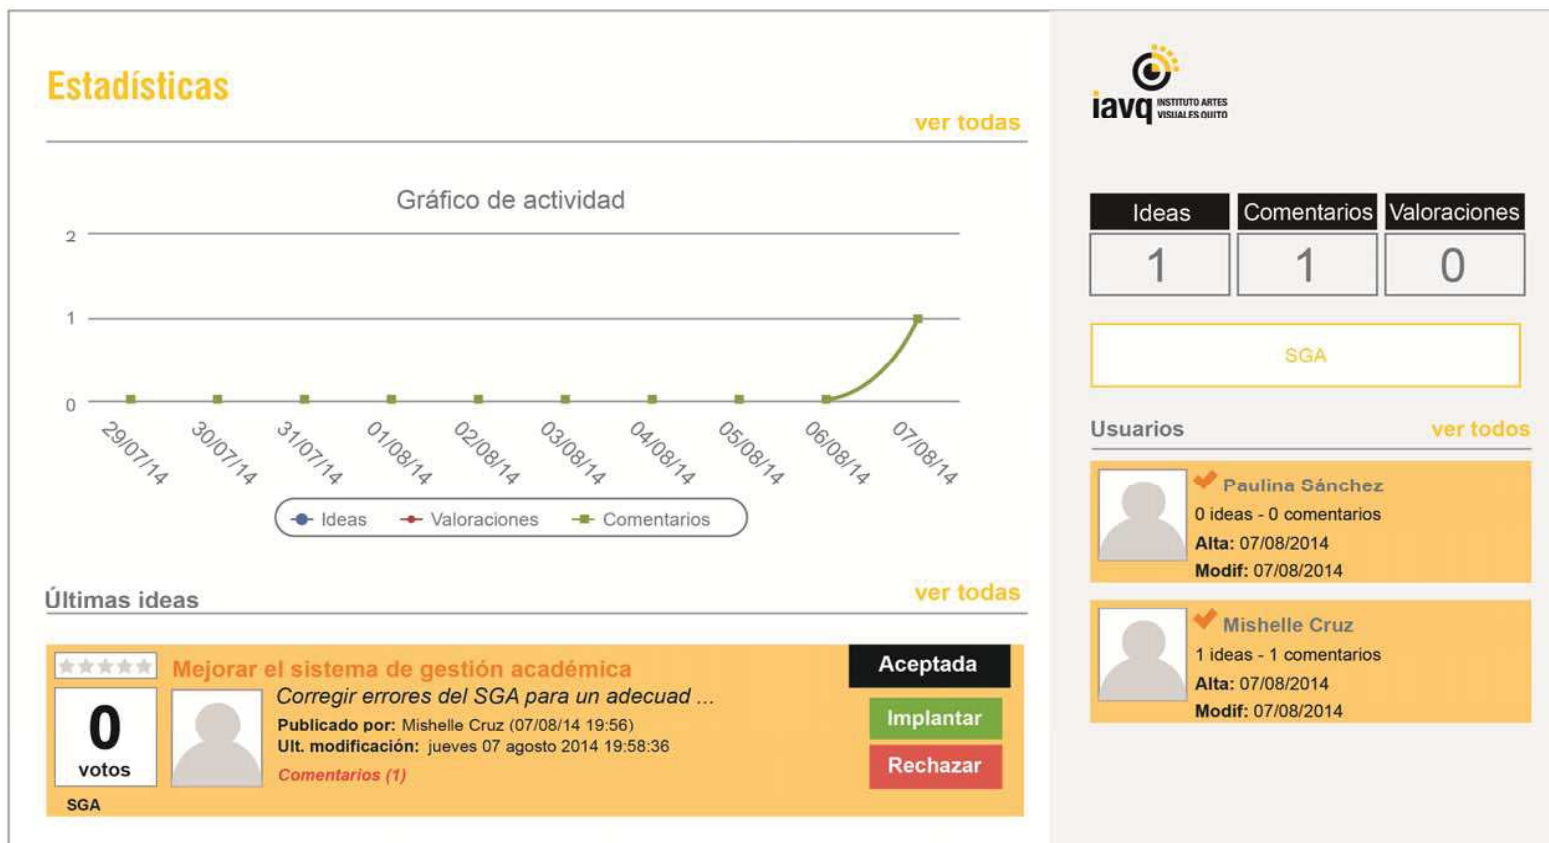 Estadísticas
ver todas
Gráfico de actividad
2
1
0
29/07/14
30/07/14
31/07/14
01/08/14
02/08/14
03/08/14
04/08/14
05/08/14
06/08/14
07/08/14
Ideas
Valoraciones
Comentarios
Últimas ideas
ver todas
Mejorar el sistema de gestión académica
Corregir errores del SGA para un adecuad ...
Publicado por: Mishelle Cruz (07/08/14 19:56)
Ult. modificación: jueves 07 agosto 2014 19:58:36
Comentarios (1)
0
votos
SGA
Aceptada
Implantar
Rechazar
iavq
INSTITUTO ARTES
VISUALES QUITO
Ideas Comentarios Valoraciones
1 1 0
SGA
Usuarios
ver todos
Paulina Sánchez
0 ideas - 0 comentarios
Alta: 07/08/2014
Modif: 07/08/2014
Mishelle Cruz
1 ideas - 1 comentarios
Alta: 07/08/2014
Modif: 07/08/2014